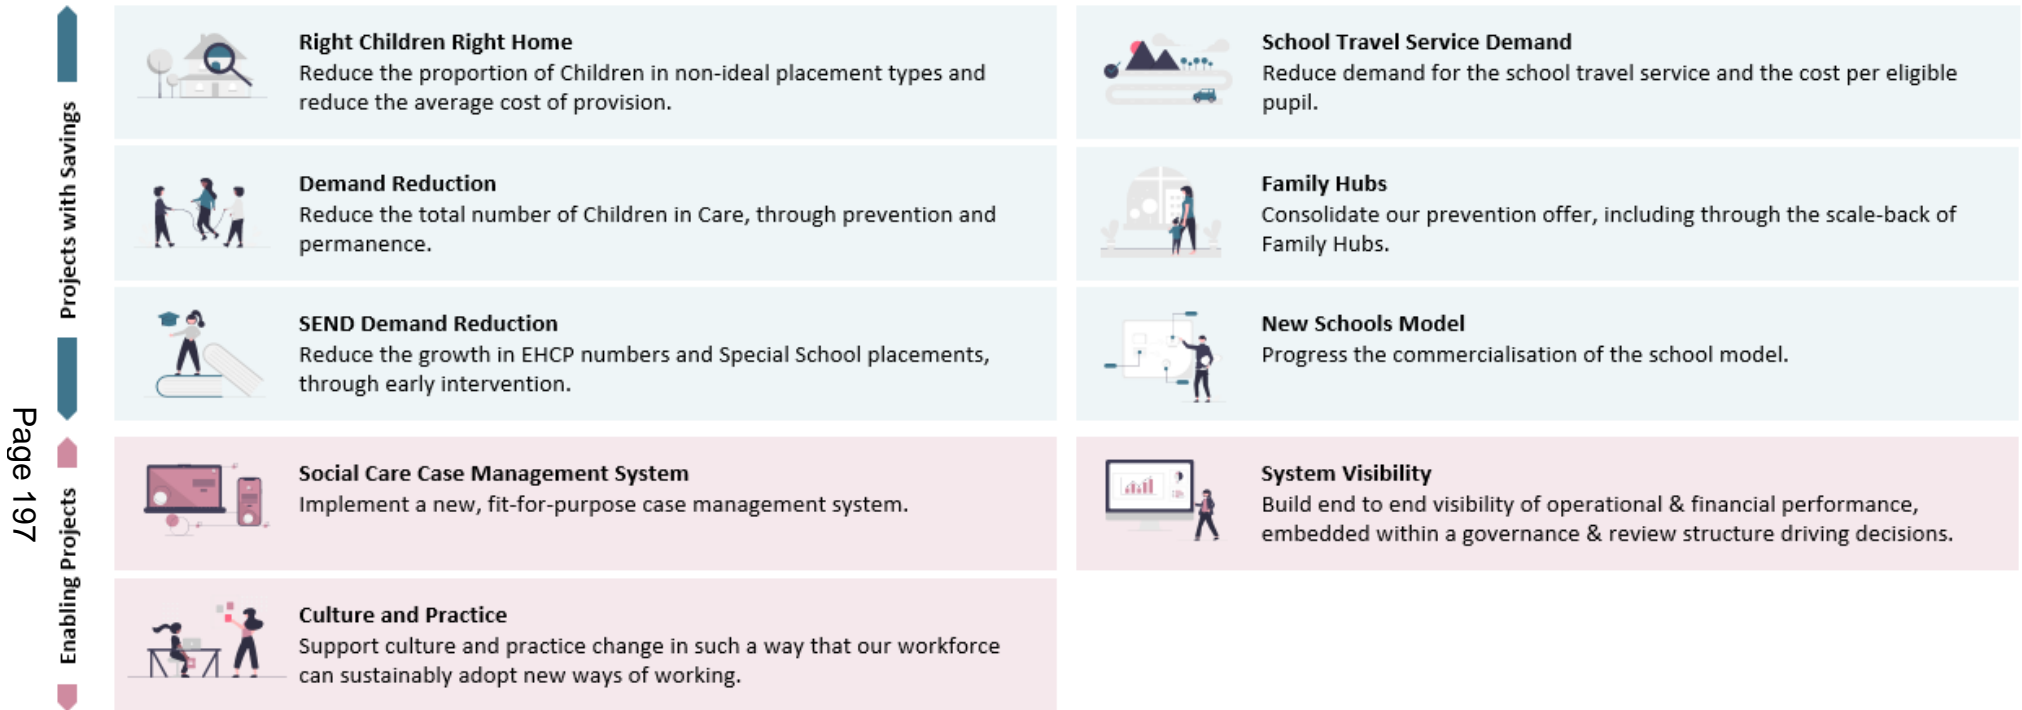 Projects with Savings
Right Children Right Home
Reduce the proportion of Children in non-ideal placement types and
reduce the average cost of provision.
School Travel Service Demand
Reduce demand for the school travel service and the cost per eligible
pupil.
Demand Reduction
Reduce the total number of Children in Care, through prevention and
permanence.
Family Hubs
Consolidate our prevention offer, including through the scale-back of
Family Hubs.
SEND Demand Reduction
Reduce the growth in EHCP numbers and Special School placements,
through early intervention.
New Schools Model
Progress the commercialisation of the school model.
Page 197
Enabling Projects
Social Care Case Management System
Implement a new, fit-for-purpose case management system.
System Visibility
Build end to end visibility of operational & financial performance,
embedded within a governance & review structure driving decisions.
Culture and Practice
Support culture and practice change in such a way that our workforce
can sustainably adopt new ways of working.